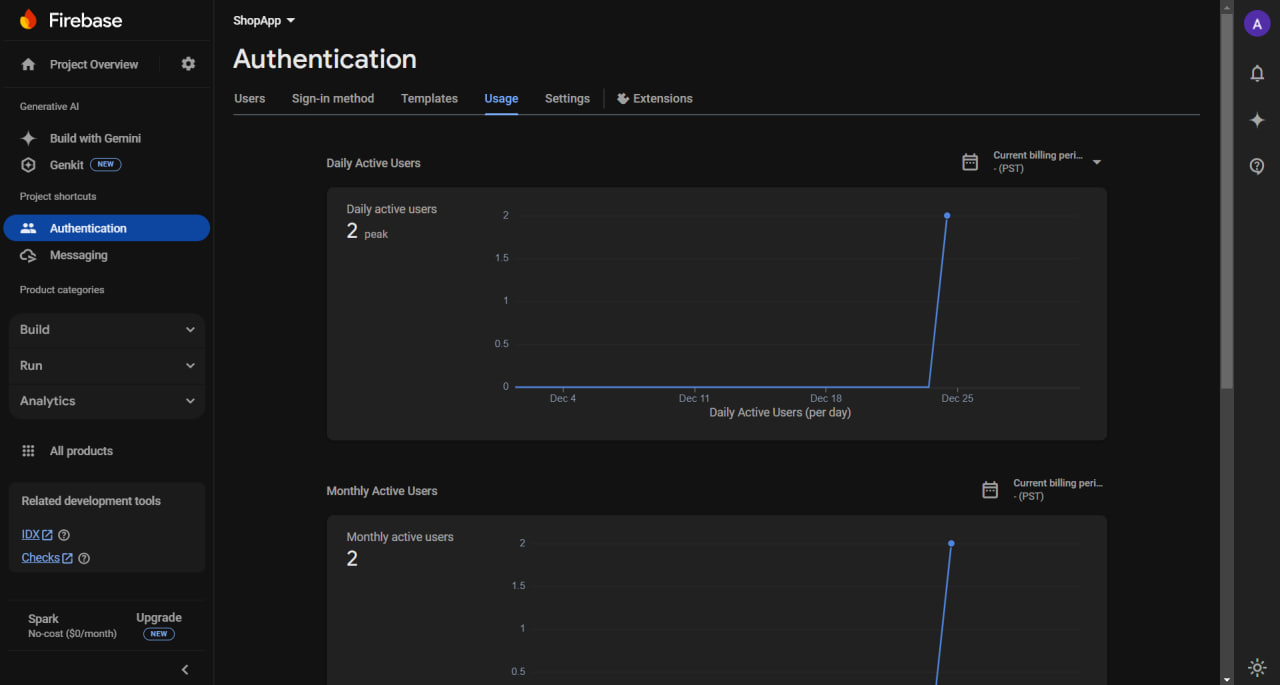 Firebase
Project Overview
Generative AI
Build with Gemini
Genkit NEW
Project shortcuts
Authentication
Messaging
Product categories
Build
Run
Analytics
All products
Related development tools
IDX
Checks
Spark
No-cost ($0/month)
Upgrade
NEW
ShopApp
Authentication
Users Sign-in method Templates Usage Settings Extensions
Daily Active Users
Current billing peri...
- (PST)
Daily active users
2 peak
2
1.5
1
0.5
0
Dec 4 Dec 11 Dec 18 Dec 25
Daily Active Users (per day)
Monthly Active Users
Current billing peri...
- (PST)
Monthly active users
2
2
1.5
1
0.5
A